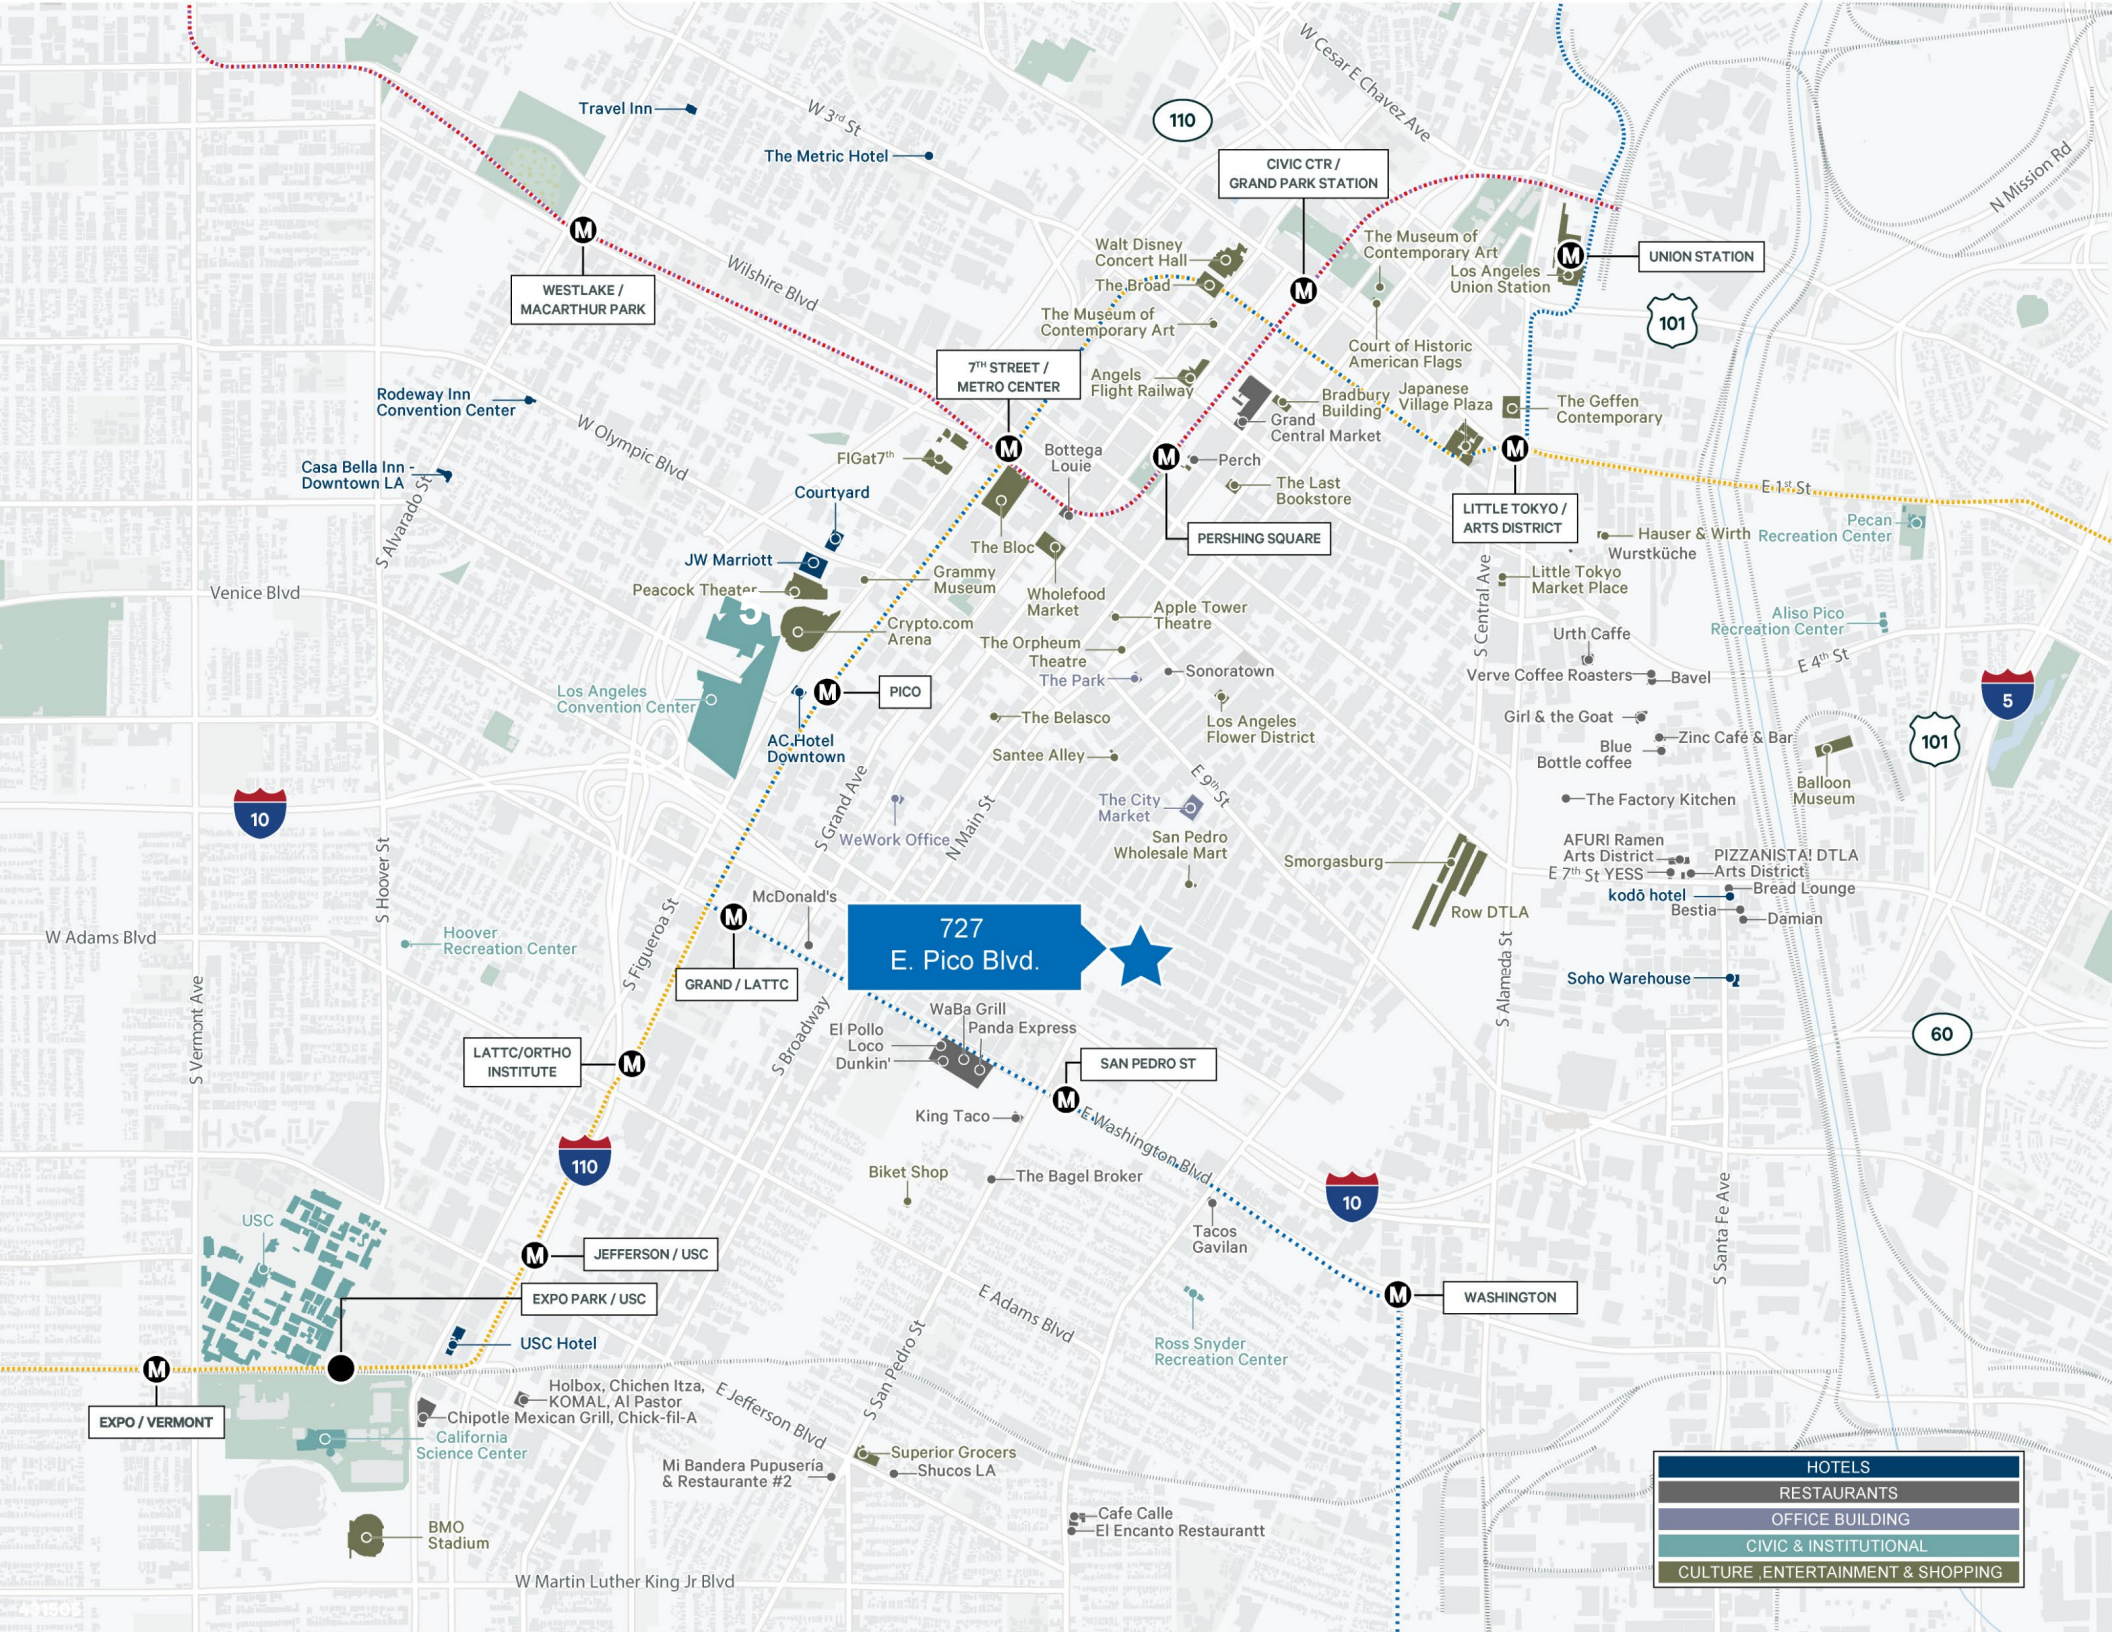 W Cesar E Chavez Ave
Travel Inn
W 3rd St
110
The Metric Hotel
CIVIC CTR /
GRAND PARK STATION
N Mission Rd
WESTLAKE /
MACARTHUR PARK
Wilshire Blvd
Walt Disney
Concert Hall
The Broad
The Museum of
Contemporary Art
The Museum of
Contemporary Art
Los Angeles
Union Station
UNION STATION
101
Court of Historic
American Flags
7TH STREET /
METRO CENTER
Angels
Flight Railway
Bradbury
Building
Japanese
Village Plaza
The Geffen
Contemporary
Grand
Central Market
Rodeway Inn
Convention Center
W Olympic Blvd
Casa Bella Inn -
Downtown LA
S Alvarado St
FIGat7th
Bottega
Louie
Perch
The Last
Bookstore
E 1st St
LITTLE TOKYO /
ARTS DISTRICT
PERSHING SQUARE
Courtyard
JW Marriott
Peacock Theater
The Bloc
Grammy
Museum
Wholefood
Market
Crypto.com
Arena
Apple Tower
Theatre
The Orpheum
Theatre
The Park
Sonoratown
Hauser & Wirth
Wurstküche
Pecan
Recreation Center
Little Tokyo
Market Place
S Central Ave
Aliso Pico
Recreation Center
Urth Caffe
E 4th St
Verve Coffee Roasters
Bavel
5
Venice Blvd
Los Angeles
Convention Center
PICO
AC Hotel
Downtown
The Belasco
Santee Alley
Los Angeles
Flower District
Girl & the Goat
Zinc Café & Bar
Blue
Bottle coffee
101
Balloon
Museum
10
S Grand Ave
WeWork Office
N Main St
The City
Market
E 9th St
San Pedro
Wholesale Mart
The Factory Kitchen
Smorgasburg
Row DTLA
AFURI Ramen
Arts District
E 7th St
YESS
PIZZANISTA! DTLA
Arts District
kodō hotel
Bread Lounge
Bestia
Damian
S Hoover St
W Adams Blvd
Hoover
Recreation Center
S Figueroa St
McDonald's
727
E. Pico Blvd.
GRAND / LATTC
S Alameda St
Soho Warehouse
60
S Vermont Ave
LATTC/ORTHO
INSTITUTE
S Broadway
WaBa Grill
Panda Express
El Pollo
Loco
Dunkin'
SAN PEDRO ST
King Taco
E Washington Blvd
110
Biket Shop
The Bagel Broker
10
Tacos
Gavilan
S Santa Fe Ave
USC
JEFFERSON / USC
EXPO PARK / USC
WASHINGTON
USC Hotel
E Adams Blvd
Ross Snyder
Recreation Center
S San Pedro St
EXPO / VERMONT
Holbox, Chichen Itza,
KOMAL, Al Pastor
Chipotle Mexican Grill, Chick-fil-A
California
Science Center
E Jefferson Blvd
Superior Grocers
Shucos LA
Mi Bandera Pupusería
& Restaurante #2
BMO
Stadium
Cafe Calle
El Encanto Restaurantt
W Martin Luther King Jr Blvd
HOTELS
RESTAURANTS
OFFICE BUILDING
CIVIC & INSTITUTIONAL
CULTURE ,ENTERTAINMENT & SHOPPING